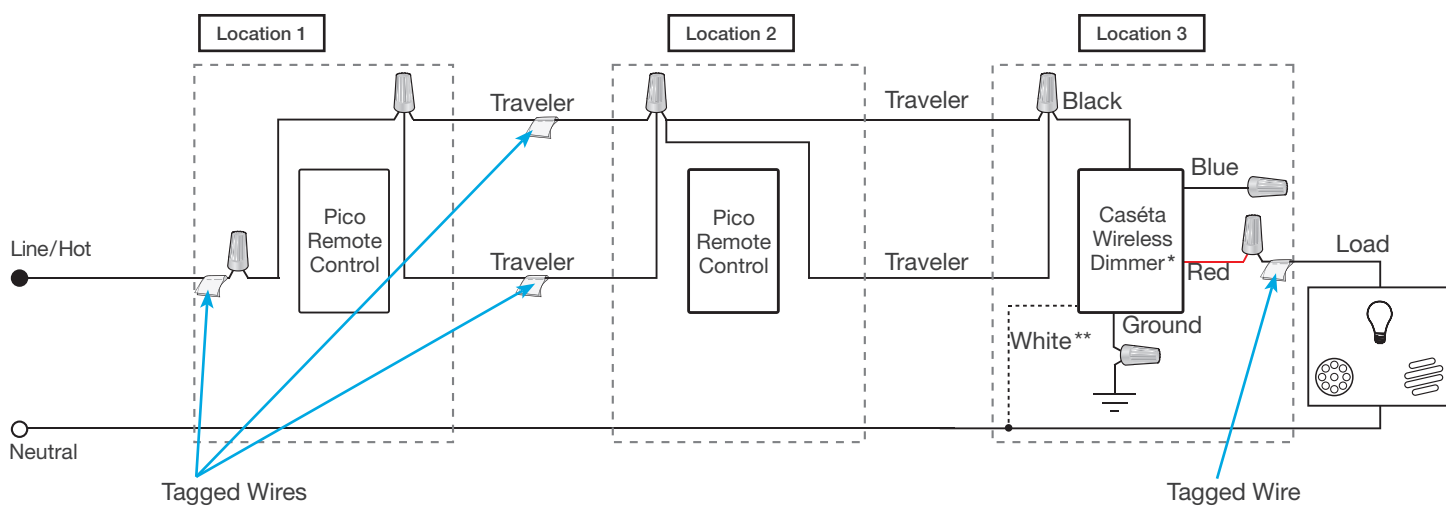 Location 1
Location 2
Location 3
Traveler
Traveler
Black
Blue
Pico
Remote
Control
Pico
Remote
Control
Caséta
Wireless
Dimmer*
Line/Hot
Traveler
Traveler
Red
Load
Ground
White**
Neutral
Tagged Wires
Tagged Wire